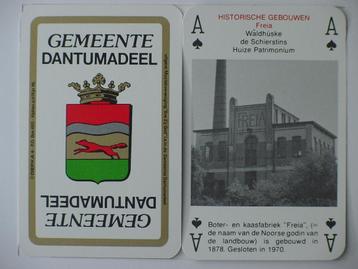 GEMEENTE
DANTUMADEEL
GEMEENTE
DANTUMADEEL
A
A
HISTORISCHE GEBOUWEN
Freia
Waldhúske
de Schierstins
Huize Patrimonium
FREIA
Boter- en kaasfabriek "Freia", (=
de naam van de Noorse godin van
de landbouw) is gebouwd in
1878. Gesloten in 1970.
A
A